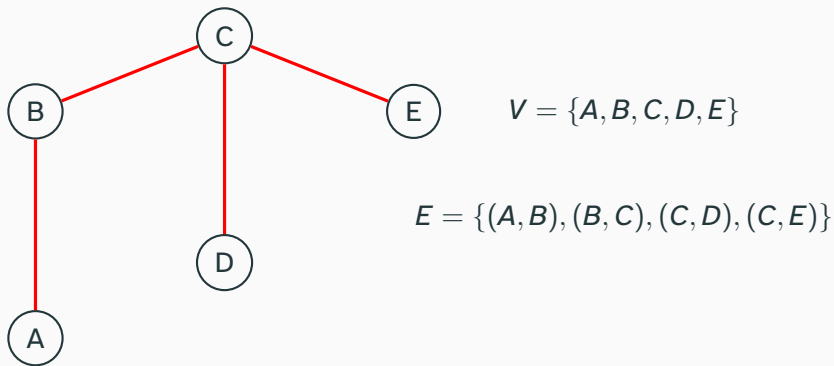 C
B
E
V = {A, B, C, D, E}
E = {(A, B), (B, C), (C, D), (C, E)}
D
A